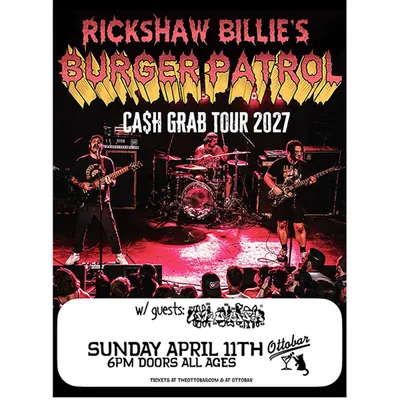 RICKSHAW BILLIE'S
BURGER PATROL
CA$H GRAB TOUR 2027
w/ guests:
SUNDAY APRIL 11TH
Ottobar
6PM DOORS ALL AGES
TICKETS AT THEOTTOBAR.COM & AT OTTOBAR